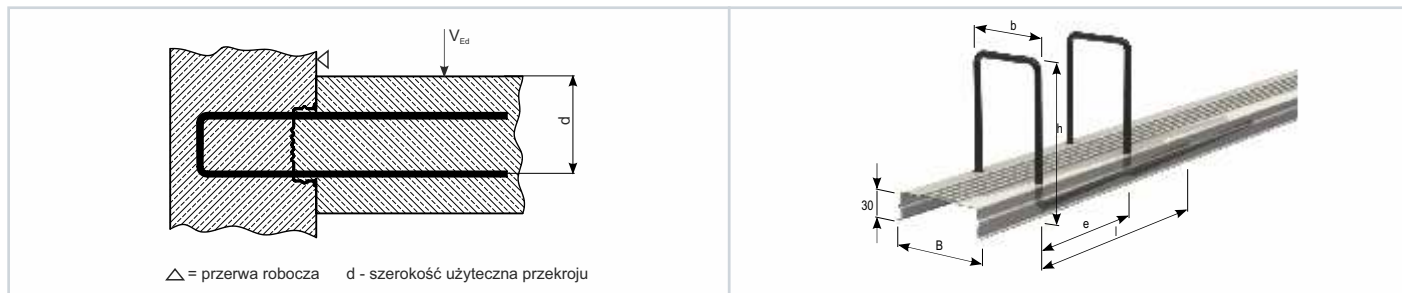 V_Ed
d
△ = przerwa robocza d - szerokość użyteczna przekroju
b
h
30
B
e
l